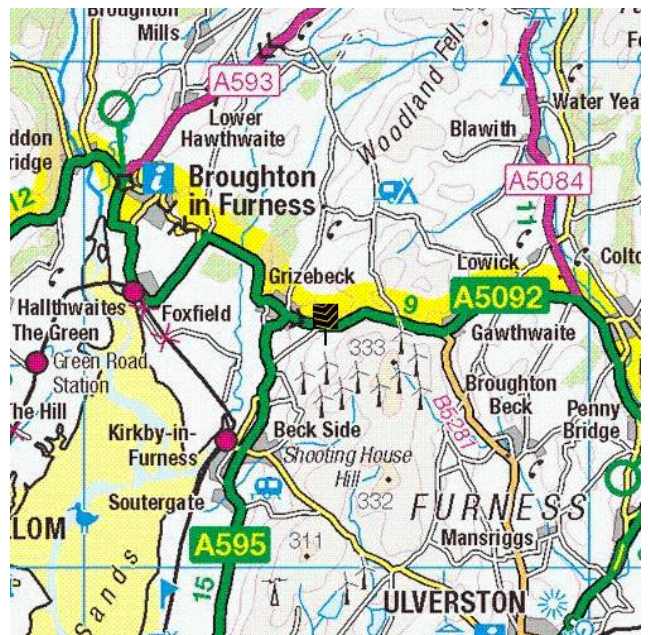 Broughton
Mills
A593
Lower
Hawthwaite
Woodland Fell
Water Yea
Blawith
A5084
ddon
ridge
12
Broughton
in Furness
11
Lowick
Colto
Grizebeck
9
A5092
Hallthwaites
Foxfield
The Green
Green Road
Station
Gawthwaite
333
Broughton
Beck
B5281
The Hill
Penny
Bridge
Kirkby-in-
Furness
Beck Side
Shooting House
Hill
332
Soutergate
FURNESS
LOM
A595
311
Mansriggs
Sands
15
ULVERSTON